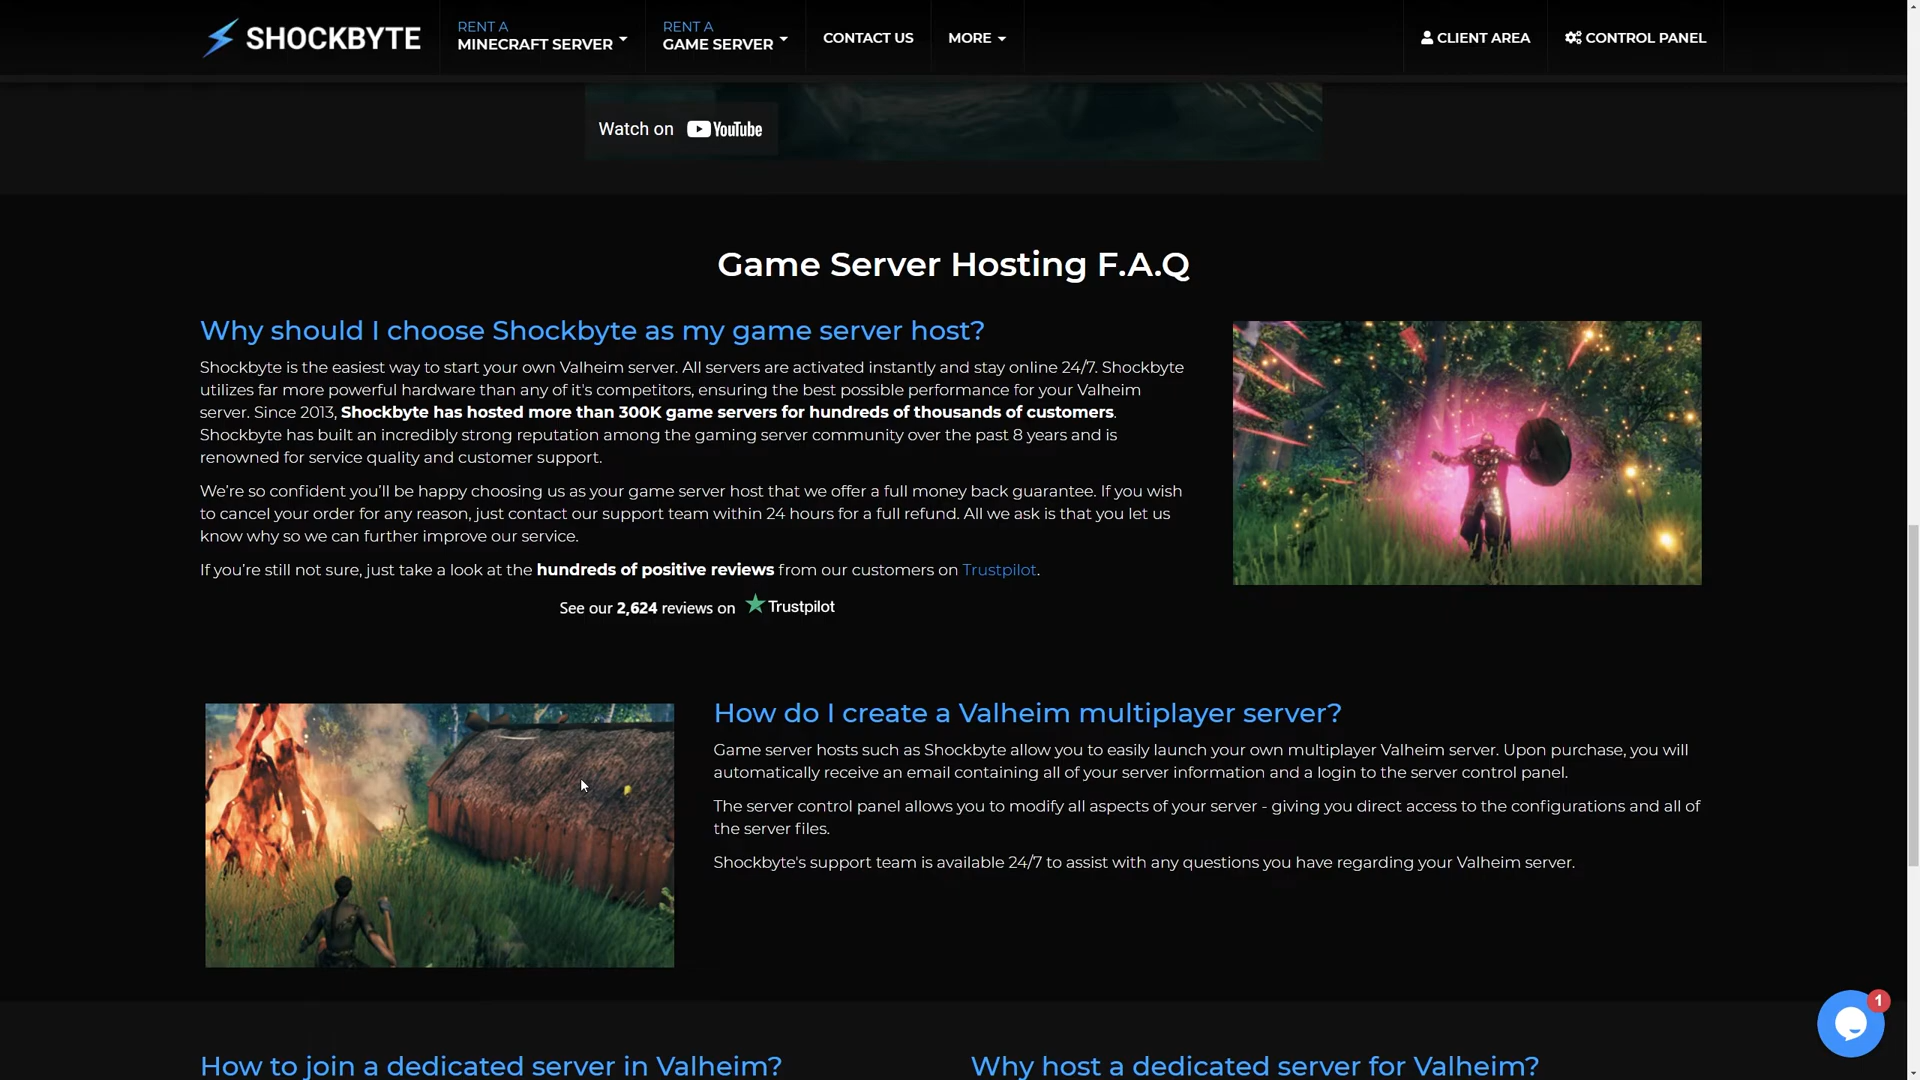 SHOCKBYTE
RENT A
MINECRAFT SERVER
RENT A
GAME SERVER
CONTACT US
MORE
CLIENT AREA
CONTROL PANEL
Watch on YouTube
Game Server Hosting F.A.Q
Why should I choose Shockbyte as my game server host?
Shockbyte is the easiest way to start your own Valheim server. All servers are activated instantly and stay online 24/7. Shockbyte
utilizes far more powerful hardware than any of it's competitors, ensuring the best possible performance for your Valheim
server. Since 2013, Shockbyte has hosted more than 300K game servers for hundreds of thousands of customers.
Shockbyte has built an incredibly strong reputation among the gaming server community over the past 8 years and is
renowned for service quality and customer support.
We're so confident you'll be happy choosing us as your game server host that we offer a full money back guarantee. If you wish
to cancel your order for any reason, just contact our support team within 24 hours for a full refund. All we ask is that you let us
know why so we can further improve our service.
If you're still not sure, just take a look at the hundreds of positive reviews from our customers on Trustpilot.
See our 2,624 reviews on Trustpilot
How do I create a Valheim multiplayer server?
Game server hosts such as Shockbyte allow you to easily launch your own multiplayer Valheim server. Upon purchase, you will
automatically receive an email containing all of your server information and a login to the server control panel.
The server control panel allows you to modify all aspects of your server - giving you direct access to the configurations and all of
the server files.
Shockbyte's support team is available 24/7 to assist with any questions you have regarding your Valheim server.
1
How to join a dedicated server in Valheim?
Why host a dedicated server for Valheim?